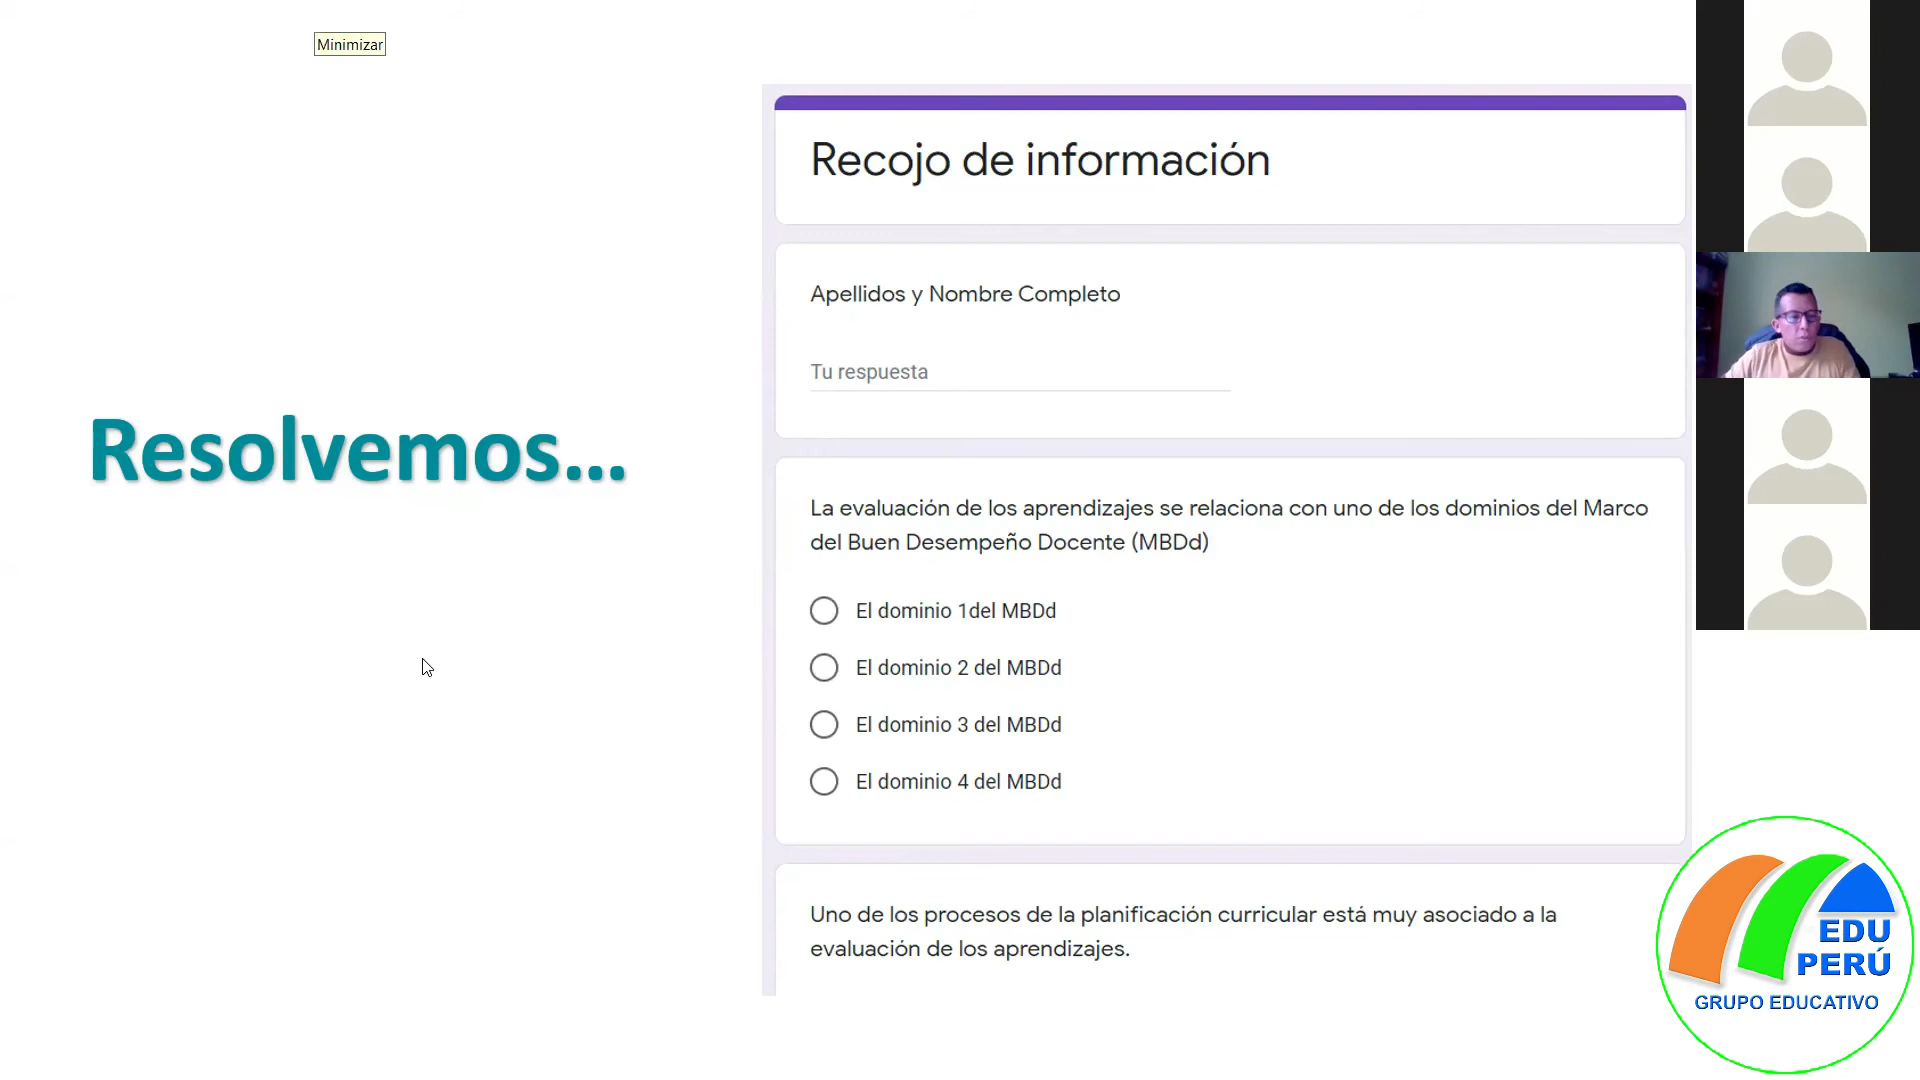 Minimizar
Resolvemos...
Recojo de información
Apellidos y Nombre Completo
Tu respuesta
La evaluación de los aprendizajes se relaciona con uno de los dominios del Marco
del Buen Desempeño Docente (MBDd)
El dominio 1del MBDd
El dominio 2 del MBDd
El dominio 3 del MBDd
El dominio 4 del MBDd
Uno de los procesos de la planificación curricular está muy asociado a la
evaluación de los aprendizajes.
EDU
PERÚ
GRUPO EDUCATIVO